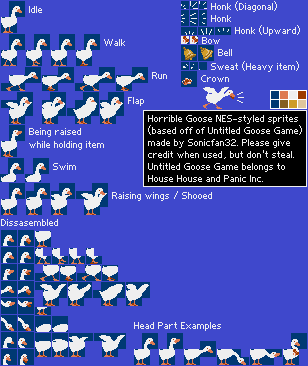 Idle
Walk
Run
Flap
Being raised
while holding item
Swim
Raising wings / Shooed
Dissasembled
Head Part Examples
Honk (Diagonal)
Honk
Honk (Upward)
Bow
Bell
Sweat (Heavy item)
Crown
Horrible Goose NES-styled sprites
(based off of Untitled Goose Game)
made by Sonicfan32. Please give
credit when used, but don't steal.
Untitled Goose Game belongs to
House House and Panic Inc.